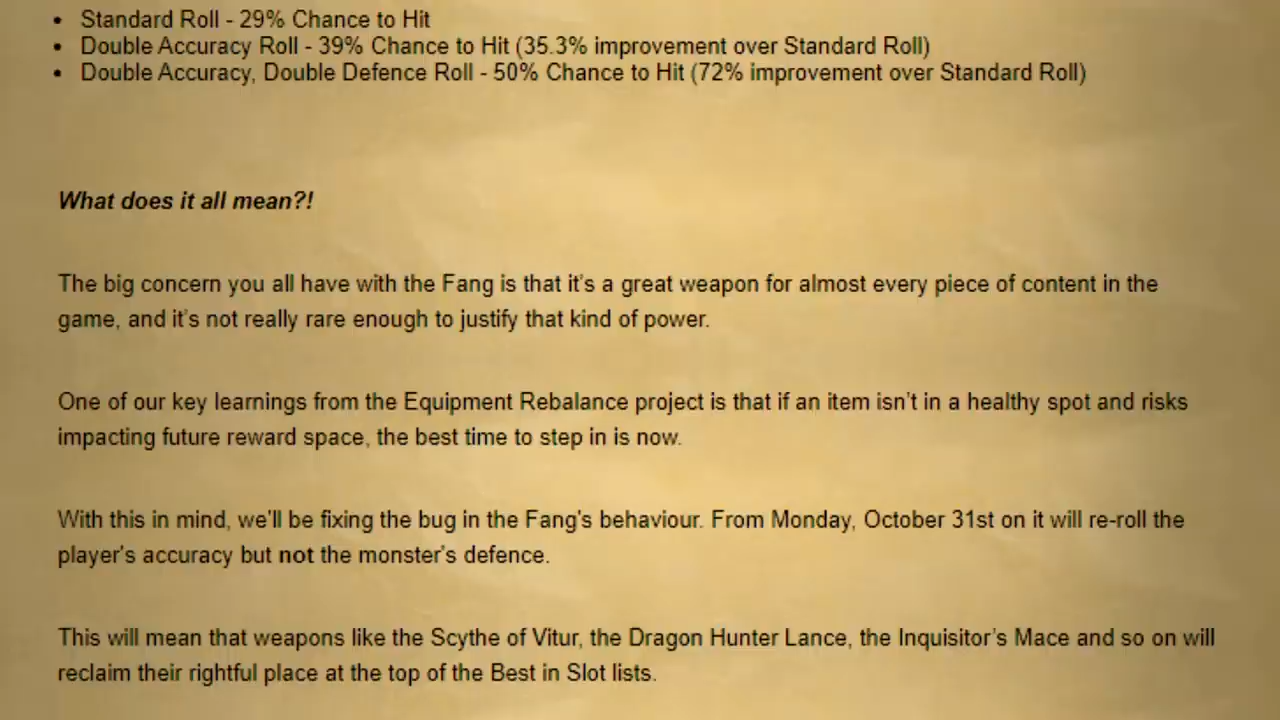 • Standard Roll - 29% Chance to Hit
• Double Accuracy Roll - 39% Chance to Hit (35.3% improvement over Standard Roll)
• Double Accuracy, Double Defence Roll - 50% Chance to Hit (72% improvement over Standard Roll)
What does it all mean?!
The big concern you all have with the Fang is that it's a great weapon for almost every piece of content in the
game, and it's not really rare enough to justify that kind of power.
One of our key learnings from the Equipment Rebalance project is that if an item isn't in a healthy spot and risks
impacting future reward space, the best time to step in is now.
With this in mind, we'll be fixing the bug in the Fang's behaviour. From Monday, October 31st on it will re-roll the
player's accuracy but not the monster's defence.
This will mean that weapons like the Scythe of Vitur, the Dragon Hunter Lance, the Inquisitor's Mace and so on will
reclaim their rightful place at the top of the Best in Slot lists.